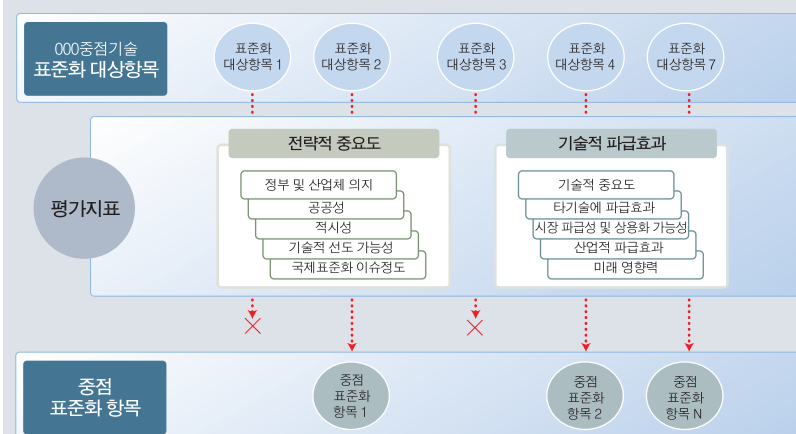 000중점기술
표준화 대상항목
표준화
대상항목 1
표준화
대상항목 2
표준화
대상항목 3
표준화
대상항목 4
표준화
대상항목 7
평가지표
전략적 중요도
정부 및 산업체 의지
공공성
적시성
기술적 선도 가능성
국제표준화 이슈정도
기술적 파급효과
기술적 중요도
타기술에 파급효과
시장 파급성 및 상용화 가능성
산업적 파급효과
미래 영향력
중점
표준화 항목
중점
표준화
항목 1
중점
표준화
항목 2
중점
표준화
항목 N